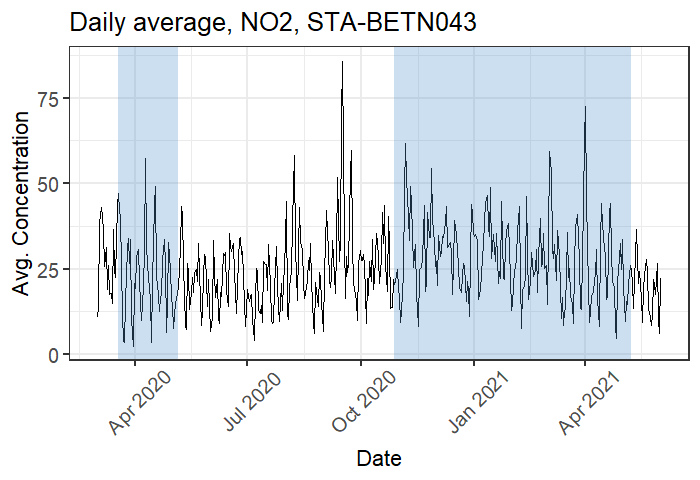 Daily average, NO2, STA-BETN043
Avg. Concentration
75
50
25
0
Apr 2020
Jul 2020
Oct 2020
Jan 2021
Apr 2021
Date